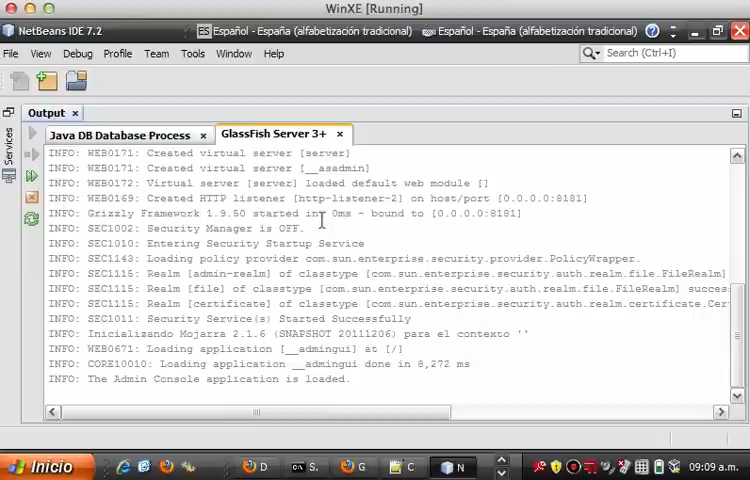 WinXE [Running]
NetBeans IDE 7.2
ES Español - Español (alfabetización tradicional)
Español - Español (alfabetización tradicional)
File Debug Profile Team Tools Window Help
Search (Ctrl+I)
Output
Services
Java DB Database Process
GlassFish Server 3+
INFO: WEB0171: Created virtual server [server]
INFO: WEB0171: Created virtual server [__asadmin]
INFO: WEB0172: Virtual server [server] loaded default web module []
INFO: WEB0169: Created HTTP listener [http-listener-2] on host/port [0.0.0.0:8181]
INFO: Grizzly Framework 1.9.50 started in: 0ms - bound to [0.0.0.0:8181]
INFO: SEC1002: Security Manager is OFF.
INFO: SEC1010: Entering Security Startup Service
INFO: SEC1143: Loading policy provider com.sun.enterprise.security.provider.PolicyWrapper.
INFO: SEC1115: Realm [admin-realm] of classtype [com.sun.enterprise.security.auth.realm.file.FileRealm]
INFO: SEC1115: Realm [file] of classtype [com.sun.enterprise.security.auth.realm.file.FileRealm] succes
INFO: SEC1115: Realm [certificate] of classtype [com.sun.enterprise.security.auth.realm.certificate.Cer
INFO: SEC1011: Security Service(s) Started Successfully
INFO: Inicializando Mojarra 2.1.6 (SNAPSHOT 20111206) para el contexto ''
INFO: WEB0671: Loading application [__admingui] at [/]
INFO: CORE10010: Loading application __admingui done in 8,272 ms
INFO: The Admin Console application is loaded.
Inicio
D
S.
G
C
N
09:09 a.m.